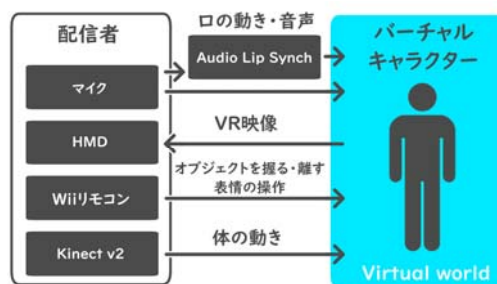 配信者
マイク
HMD
Wiiリモコン
Kinect v2
口の動き・音声
Audio Lip Synch
VR映像
オブジェクトを握る・離す
表情の操作
体の動き
バーチャル
キャラクター
Virtual world